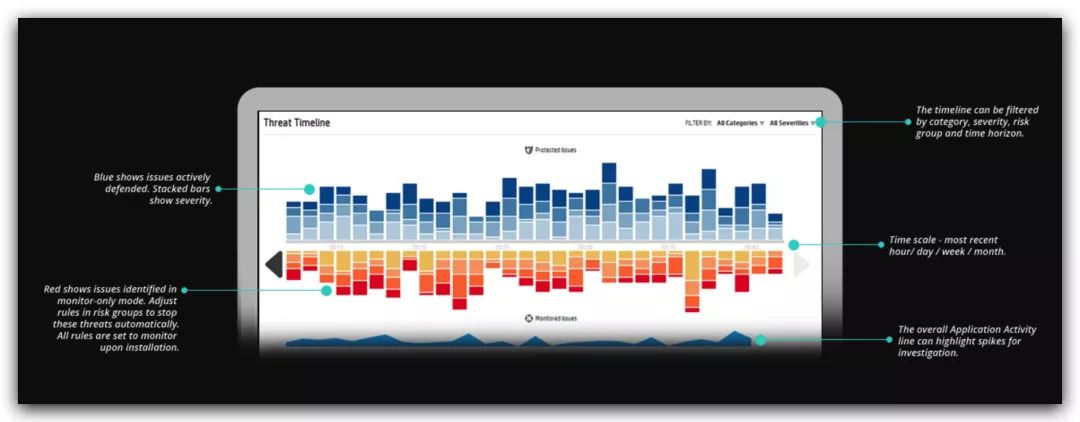 Threat Timeline
FILTER BY: All Categories All Severities
The timeline can be filtered
by category, severity, risk
group and time horizon.
Protected Issues
Blue shows issues actively
defended. Stacked bars
show severity.
Time scale - most recent
hour/ day / week / month.
Red shows issues identified in
monitor-only mode. Adjust
rules in risk groups to stop
these threats automatically.
All rules are set to monitor
upon installation.
Monitored Issues
The overall Application Activity
line can highlight spikes for
investigation.